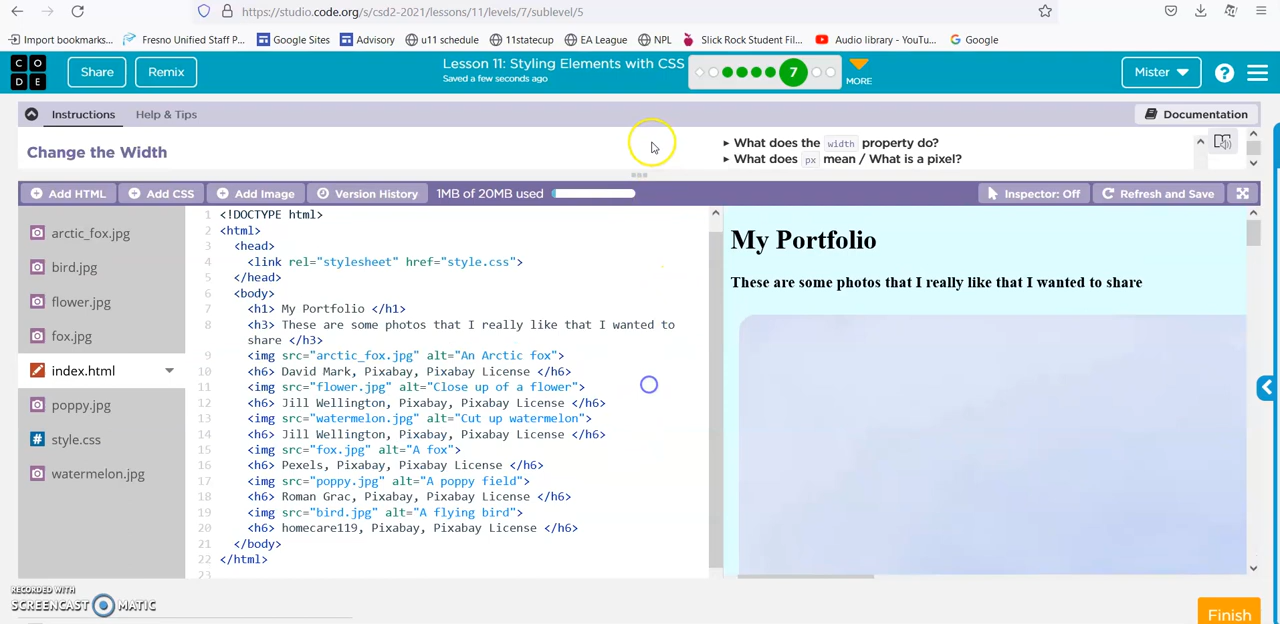 https://studio.code.org/s/csd2-2021/lessons/11/levels/7/sublevel/5
Import bookmarks... Fresno Unified Staff P... Google Sites Advisory u11 schedule 11statecup EA League NPL Slick Rock Student Fil... Audio library - YouTu... Google
CO
DE
Share
Remix
Lesson 11: Styling Elements with CSS
Saved a few seconds ago
7
MORE
Mister
?
Instructions
Help & Tips
Documentation
Change the Width
What does the width property do?
What does px mean / What is a pixel?
Add HTML
Add CSS
Add Image
Version History
1MB of 20MB used
Inspector: Off
Refresh and Save
arctic_fox.jpg
bird.jpg
flower.jpg
fox.jpg
index.html
poppy.jpg
style.css
watermelon.jpg
1 <!DOCTYPE html>
2 <html>
3 <head>
4 <link rel="stylesheet" href="style.css">
5 </head>
6 <body>
7 <h1> My Portfolio </h1>
8 <h3> These are some photos that I really like that I wanted to
share </h3>
9 <img src="arctic_fox.jpg" alt="An Arctic fox">
10 <h6> David Mark, Pixabay, Pixabay License </h6>
11 <img src="flower.jpg" alt="Close up of a flower">
12 <h6> Jill Wellington, Pixabay, Pixabay License </h6>
13 <img src="watermelon.jpg" alt="Cut up watermelon">
14 <h6> Jill Wellington, Pixabay, Pixabay License </h6>
15 <img src="fox.jpg" alt="A fox">
16 <h6> Pexels, Pixabay, Pixabay License </h6>
17 <img src="poppy.jpg" alt="A poppy field">
18 <h6> Roman Grac, Pixabay, Pixabay License </h6>
19 <img src="bird.jpg" alt="A flying bird">
20 <h6> homecare119, Pixabay, Pixabay License </h6>
21 </body>
22 </html>
23
My Portfolio
These are some photos that I really like that I wanted to share
RECORDED WITH
SCREENCAST MATIC
Finish